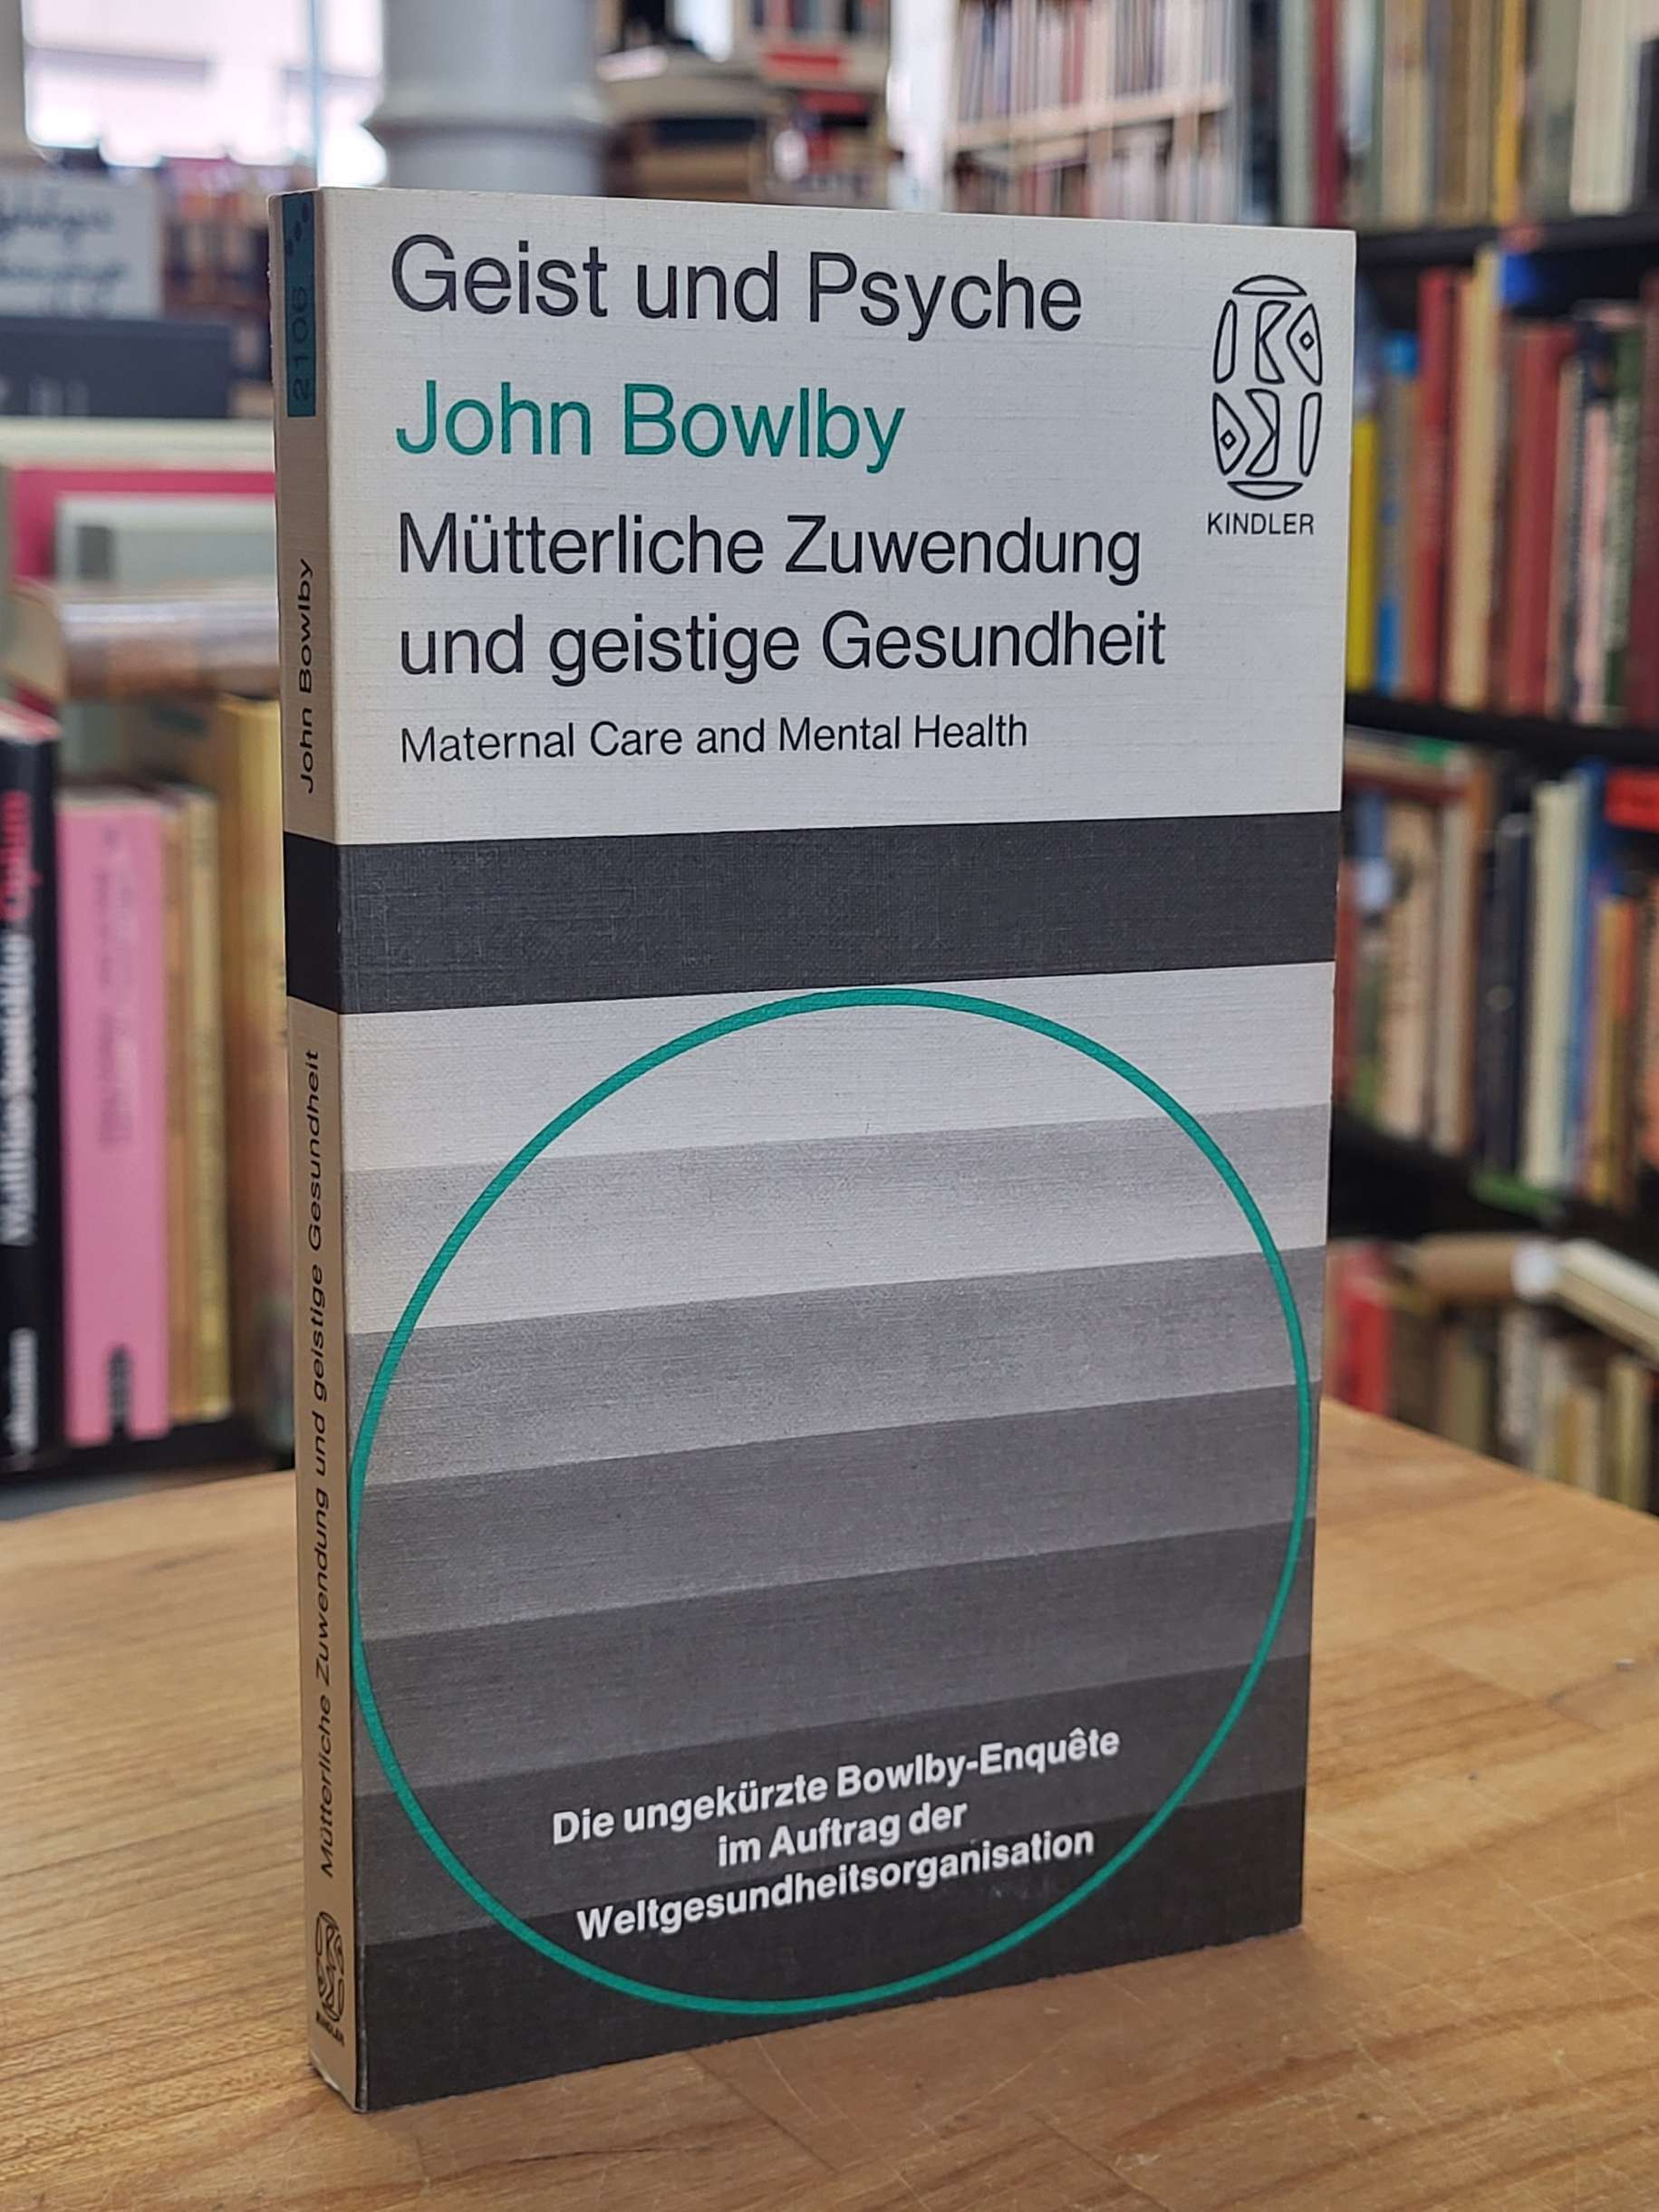 Geist und Psyche
John Bowlby
Mütterliche Zuwendung
und geistige Gesundheit
Maternal Care and Mental Health
KINDLER
Die ungekürzte Bowlby-Enquête
im Auftrag der
Weltgesundheitsorganisation
2106
John Bowlby
Mütterliche Zuwendung und geistige Gesundheit
KINDLER